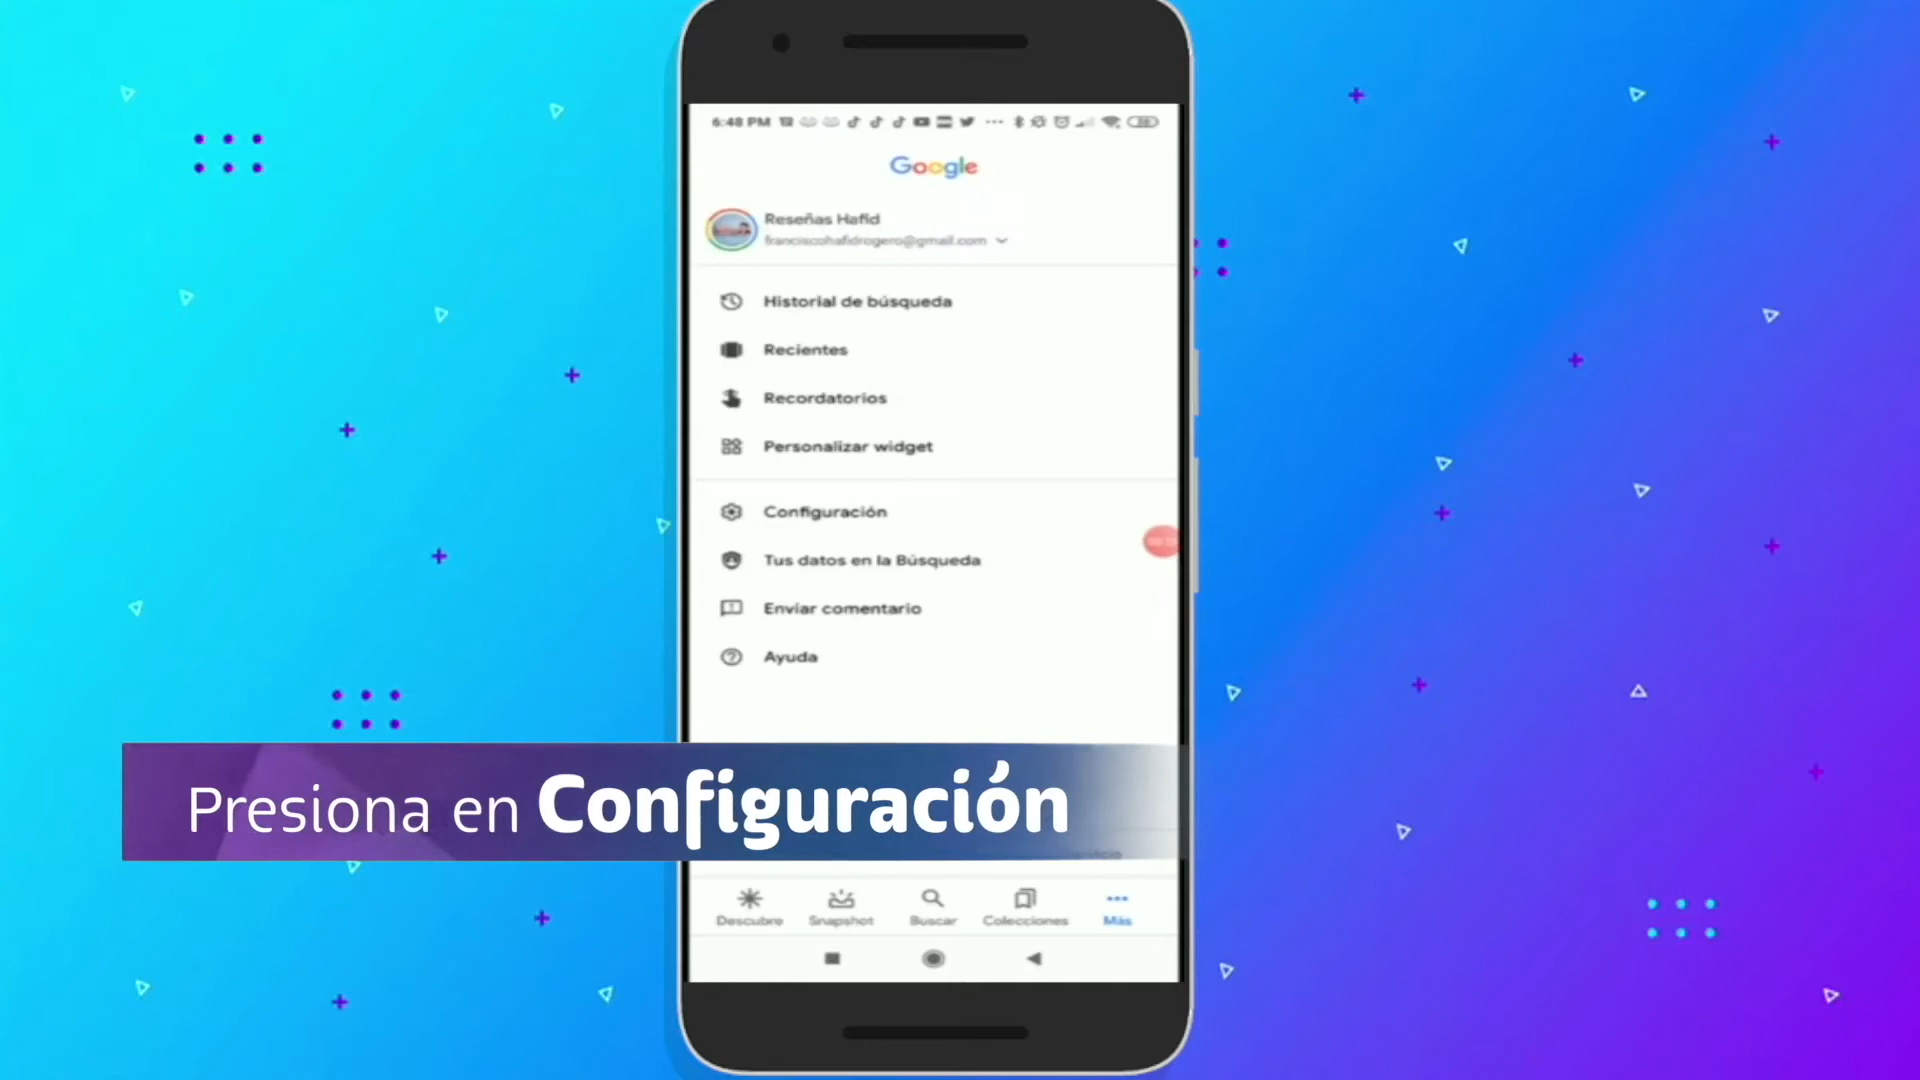 6:48 PM
Google
Reseñas Hafid
franciscohafidrogero@gmail.com
Historial de búsqueda
Recientes
Recordatorios
Personalizar widget
Configuración
Tus datos en la Búsqueda
Enviar comentario
Ayuda
Presiona en Configuración
Descubre Snapshot Buscar Colecciones Más